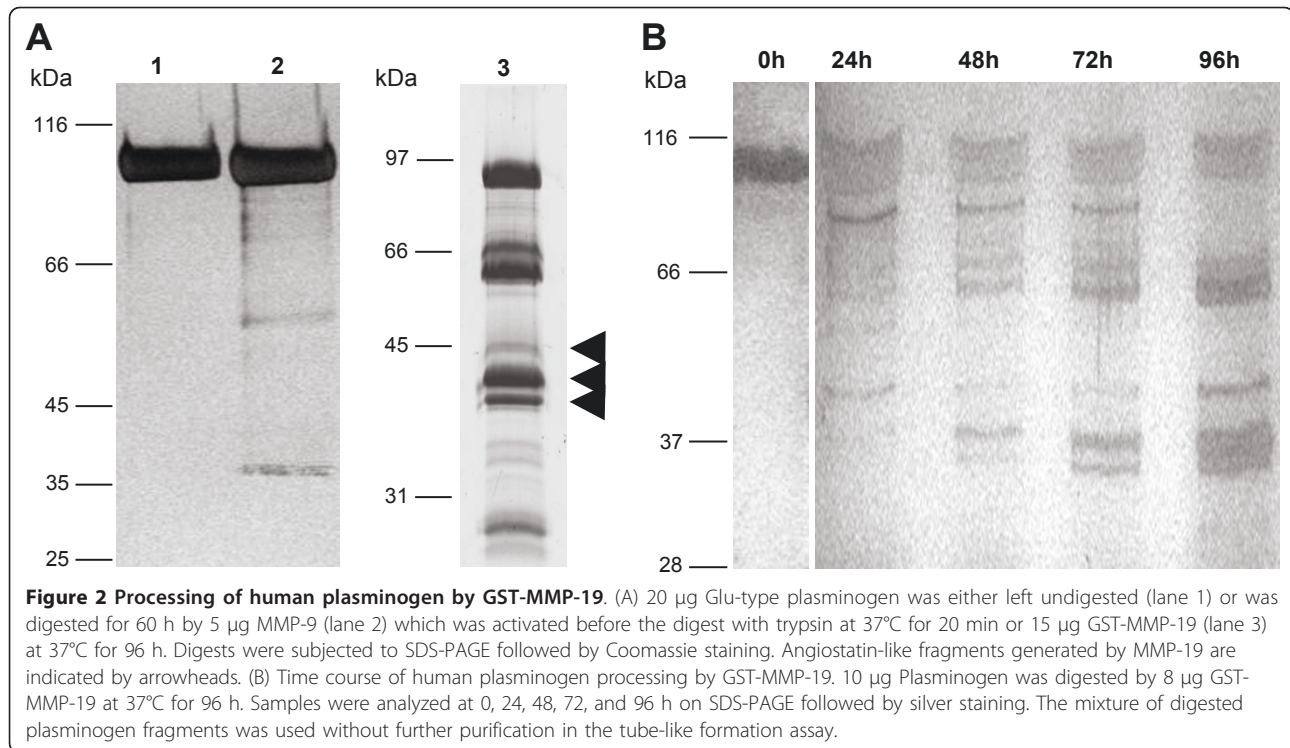 A
B
kDa
1
2
kDa
3
kDa
0h
24h
48h
72h
96h
116
66
45
35
25
97
66
45
31
116
66
37
28
Figure 2 Processing of human plasminogen by GST-MMP-19. (A) 20 μg Glu-type plasminogen was either left undigested (lane 1) or was
digested for 60 h by 5 μg MMP-9 (lane 2) which was activated before the digest with trypsin at 37°C for 20 min or 15 μg GST-MMP-19 (lane 3)
at 37°C for 96 h. Digests were subjected to SDS-PAGE followed by Coomassie staining. Angiostatin-like fragments generated by MMP-19 are
indicated by arrowheads. (B) Time course of human plasminogen processing by GST-MMP-19. 10 μg Plasminogen was digested by 8 μg GST-
MMP-19 at 37°C for 96 h. Samples were analyzed at 0, 24, 48, 72, and 96 h on SDS-PAGE followed by silver staining. The mixture of digested
plasminogen fragments was used without further purification in the tube-like formation assay.